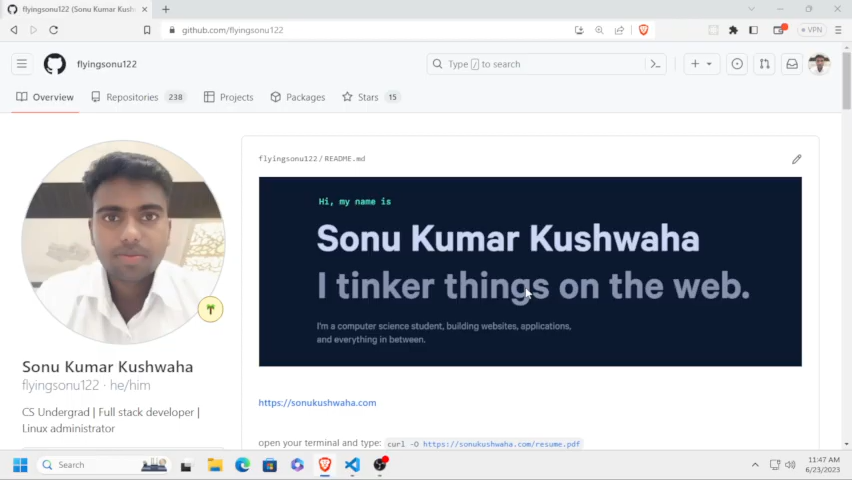 flyingsonu122 (Sonu Kumar Kush
github.com/flyingsonu122
VPN
flyingsonu122
Type / to search
Overview
Repositories 238
Projects
Packages
Stars 15
flyingsonu122/README.md
Hi, my name is
Sonu Kumar Kushwaha
I tinker things on the web.
I'm a computer science student, building websites, applications,
and everything in between.
Sonu Kumar Kushwaha
flyingsonu122 · he/him
CS Undergrad | Full stack developer |
Linux administrator
https://sonukushwaha.com
open your terminal and type: curl -O https://sonukushwaha.com/resume.pdf
Search
11:47 AM
6/23/2023